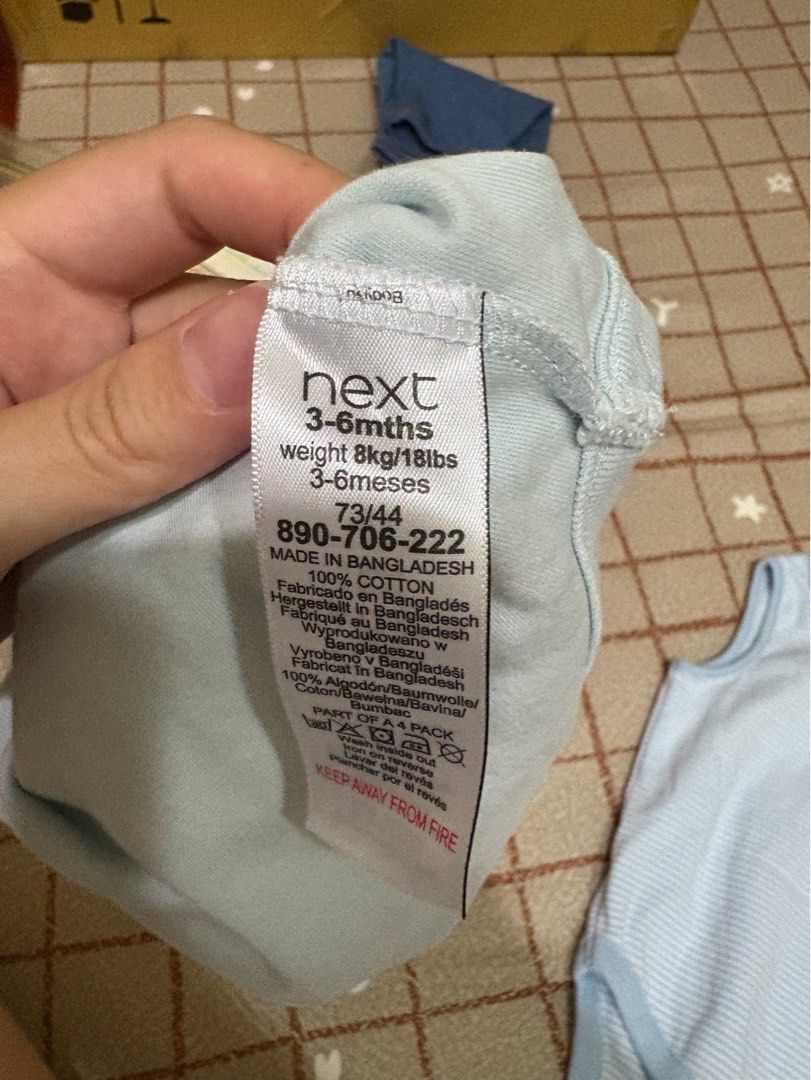 next
3-6mths
weight 8kg/18lbs
3-6meses
73/44
890-706-222
MADE IN BANGLADESH
100% COTTON
Fabricado en Bangladés
Hergestellt in Bangladesch
Fabriqué au Bangladesh
Wyprodukowano w
Bangladeszu
Vyrobeno v Bangladéši
Fabricat în Bangladesh
100% Algodón/Baumwolle/
Coton/Bawełna/Bavlna/
Bumbac
PART OF A 4 PACK
Wash inside out
Iron on reverse
Lavar del revés
Planchar por el revés
KEEP AWAY FROM FIRE